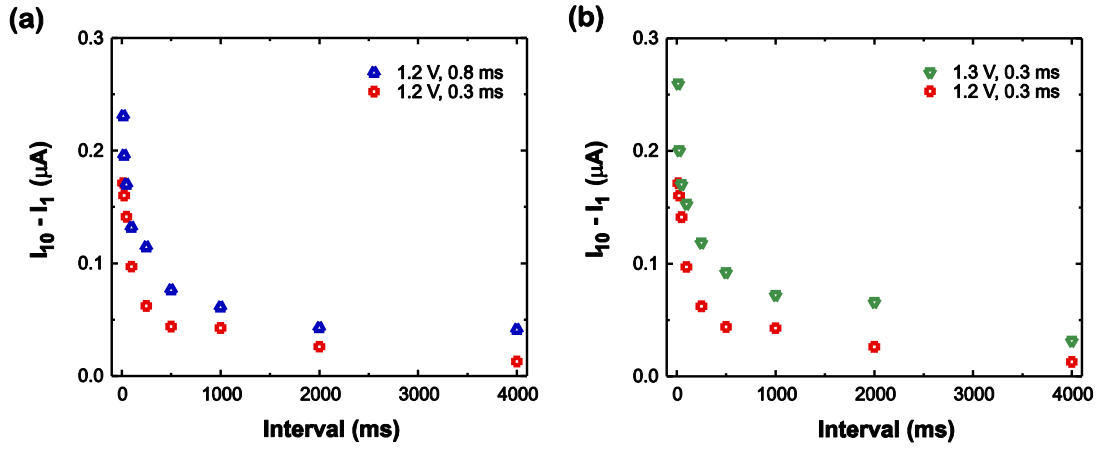 (a)
0.3
0.2
0.1
0.0
I10 - I1 (μA)
1.2 V, 0.8 ms
1.2 V, 0.3 ms
0 1000 2000 3000 4000
Interval (ms)
(b)
0.3
0.2
0.1
0.0
I10 - I1 (μA)
1.3 V, 0.3 ms
1.2 V, 0.3 ms
0 1000 2000 3000 4000
Interval (ms)